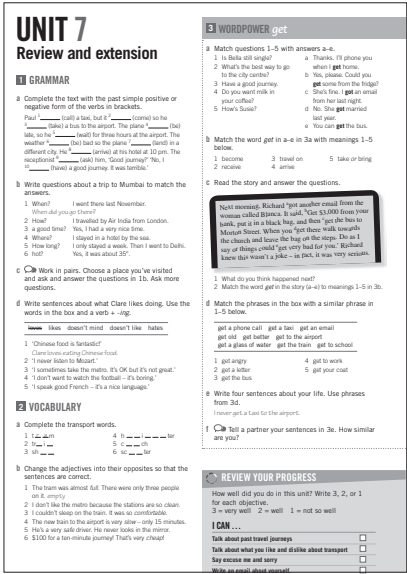 UNIT 7
Review and extension
1 GRAMMAR
a Complete the text with the past simple positive or
negative form of the verbs in brackets.
Paul 1______ (call) a taxi, but it 2______ (come) so he
3______ (take) a bus to the airport. The plane 4______ (be)
late, so he 5______ (wait) for three hours at the airport. The
weather 6______ (be) bad so the plane 7______ (land) in a
different city. He 8______ (arrive) at his hotel at 10 pm. The
receptionist 9______ (ask) him, 'Good journey?' 'No, I
10______ (have) a good journey. It was terrible.'
b Write questions about a trip to Mumbai to match the
answers.
1 When? I went there last November.
When did you go there?
2 How? I travelled by Air India from London.
3 a good time? Yes, I had a very nice time.
4 Where? I stayed in a hotel by the sea.
5 How long? I only stayed a week. Then I went to Delhi.
6 hot? Yes, it was about 35°.
c Work in pairs. Choose a place you've visited
and ask and answer the questions in 1b. Ask more
questions.
d Write sentences about what Clare likes doing. Use the
words in the box and a verb + -ing.
loves likes doesn't mind doesn't like hates
1 'Chinese food is fantastic!'
Clare loves eating Chinese food.
2 'I never listen to Mozart.'
3 'I sometimes take the metro. It's OK but it's not great.'
4 'I don't want to watch the football – it's boring.'
5 'I speak good French – it's a nice language.'
2 VOCABULARY
a Complete the transport words.
1 t r a m
2 tr_ i _
3 sh _ _
4 h _ _ i _ _ _ ter
5 c _ _ ch
6 sc _ _ ter
b Change the adjectives into their opposites so that the
sentences are correct.
1 The tram was almost full. There were only three people
on it. empty
2 I don't like the metro because the stations are so clean.
3 I couldn't sleep on the train. It was so comfortable.
4 The new train to the airport is very slow – only 15 minutes.
5 He's a very safe driver. He never looks in the mirror.
6 $100 for a ten-minute journey! That's very cheap!
3 WORDPOWER get
a Match questions 1–5 with answers a–e.
1 Is Bella still single?
2 What's the best way to go
to the city centre?
3 Have a good journey.
4 Do you want milk in
your coffee?
5 How's Susie?
a Thanks. I'll phone you
when I get home.
b Yes, please. Could you
get some from the fridge?
c She's fine. I got an email
from her last night.
d No. She got married
last year.
e You can get the bus.
b Match the word get in a–e in 3a with meanings 1–5
below.
1 become
2 receive
3 travel on
4 arrive
5 take or bring
c Read the story and answer the questions.
Next morning, Richard a got another email from the
woman called Blanca. It said, 'b Get $3,000 from your
bank, put it in a black bag, and then c get the bus to
Morton Street. When you d get there walk towards
the church and leave the bag on the steps. Do as I
say or things could e get very bad for you.' Richard
knew this wasn't a joke – in fact, it was very serious.
1 What do you think happened next?
2 Match the word get in the story (a–e) to meanings 1–5 in 3b.
d Match the phrases in the box with a similar phrase in
1–5 below.
get a phone call get a taxi get an email
get old get better get to the airport
get a glass of water get the train get to school
1 get angry
2 get a letter
3 get the bus
4 get to work
5 get your coat
e Write four sentences about your life. Use phrases
from 3d.
I never get a taxi to the airport.
f Tell a partner your sentences in 3e. How similar
are you?
REVIEW YOUR PROGRESS
How well did you do in this unit? Write 3, 2, or 1
for each objective.
3 = very well 2 = well 1 = not so well
I CAN ...
Talk about past travel journeys
Talk about what you like and dislike about transport
Say excuse me and sorry
Write an email about yourself